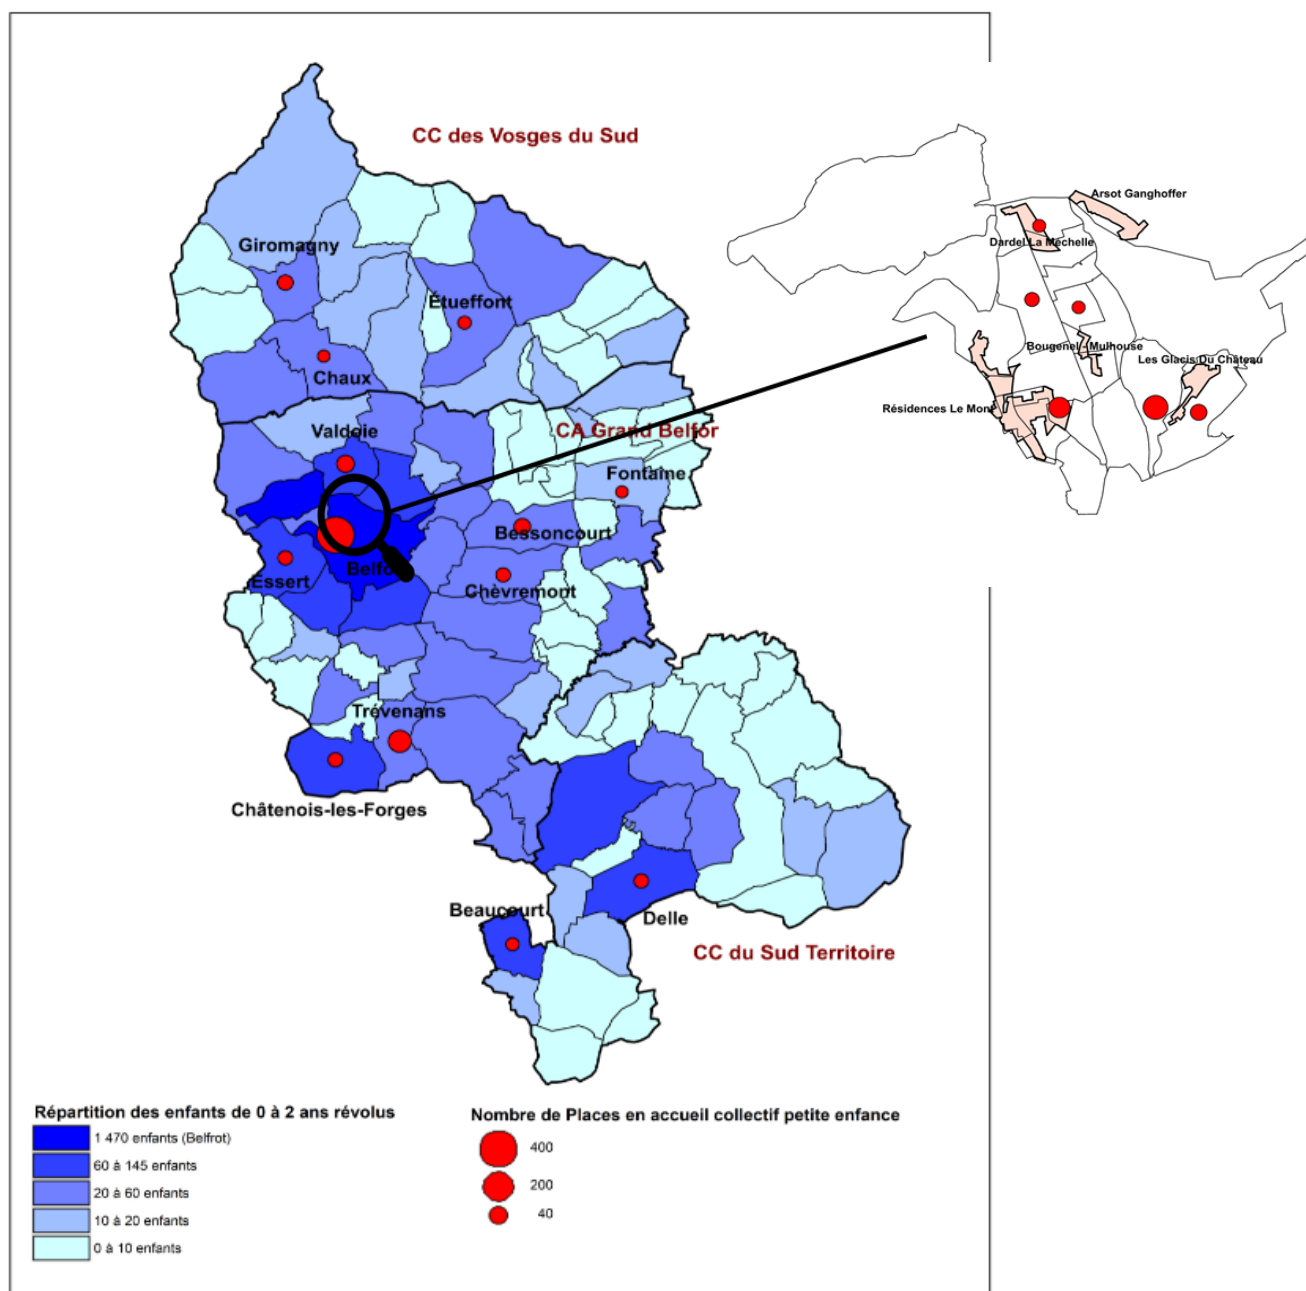 CC des Vosges du Sud
Arsot Ganghoffer
Giromagny
Dardel La Méchelle
Étueffont
Bougenel - Mulhouse
Les Glacis Du Château
Chaux
Résidences Le Mont
Valdoie
CA Grand Belfor
Fontaine
Bessoncourt
Belfo
Essert
Chèvremont
Trévenans
Châtenois-les-Forges
Beaucourt
Delle
CC du Sud Territoire
Répartition des enfants de 0 à 2 ans révolus
1 470 enfants (Belfrot)
60 à 145 enfants
20 à 60 enfants
10 à 20 enfants
0 à 10 enfants
Nombre de Places en accueil collectif petite enfance
400
200
40